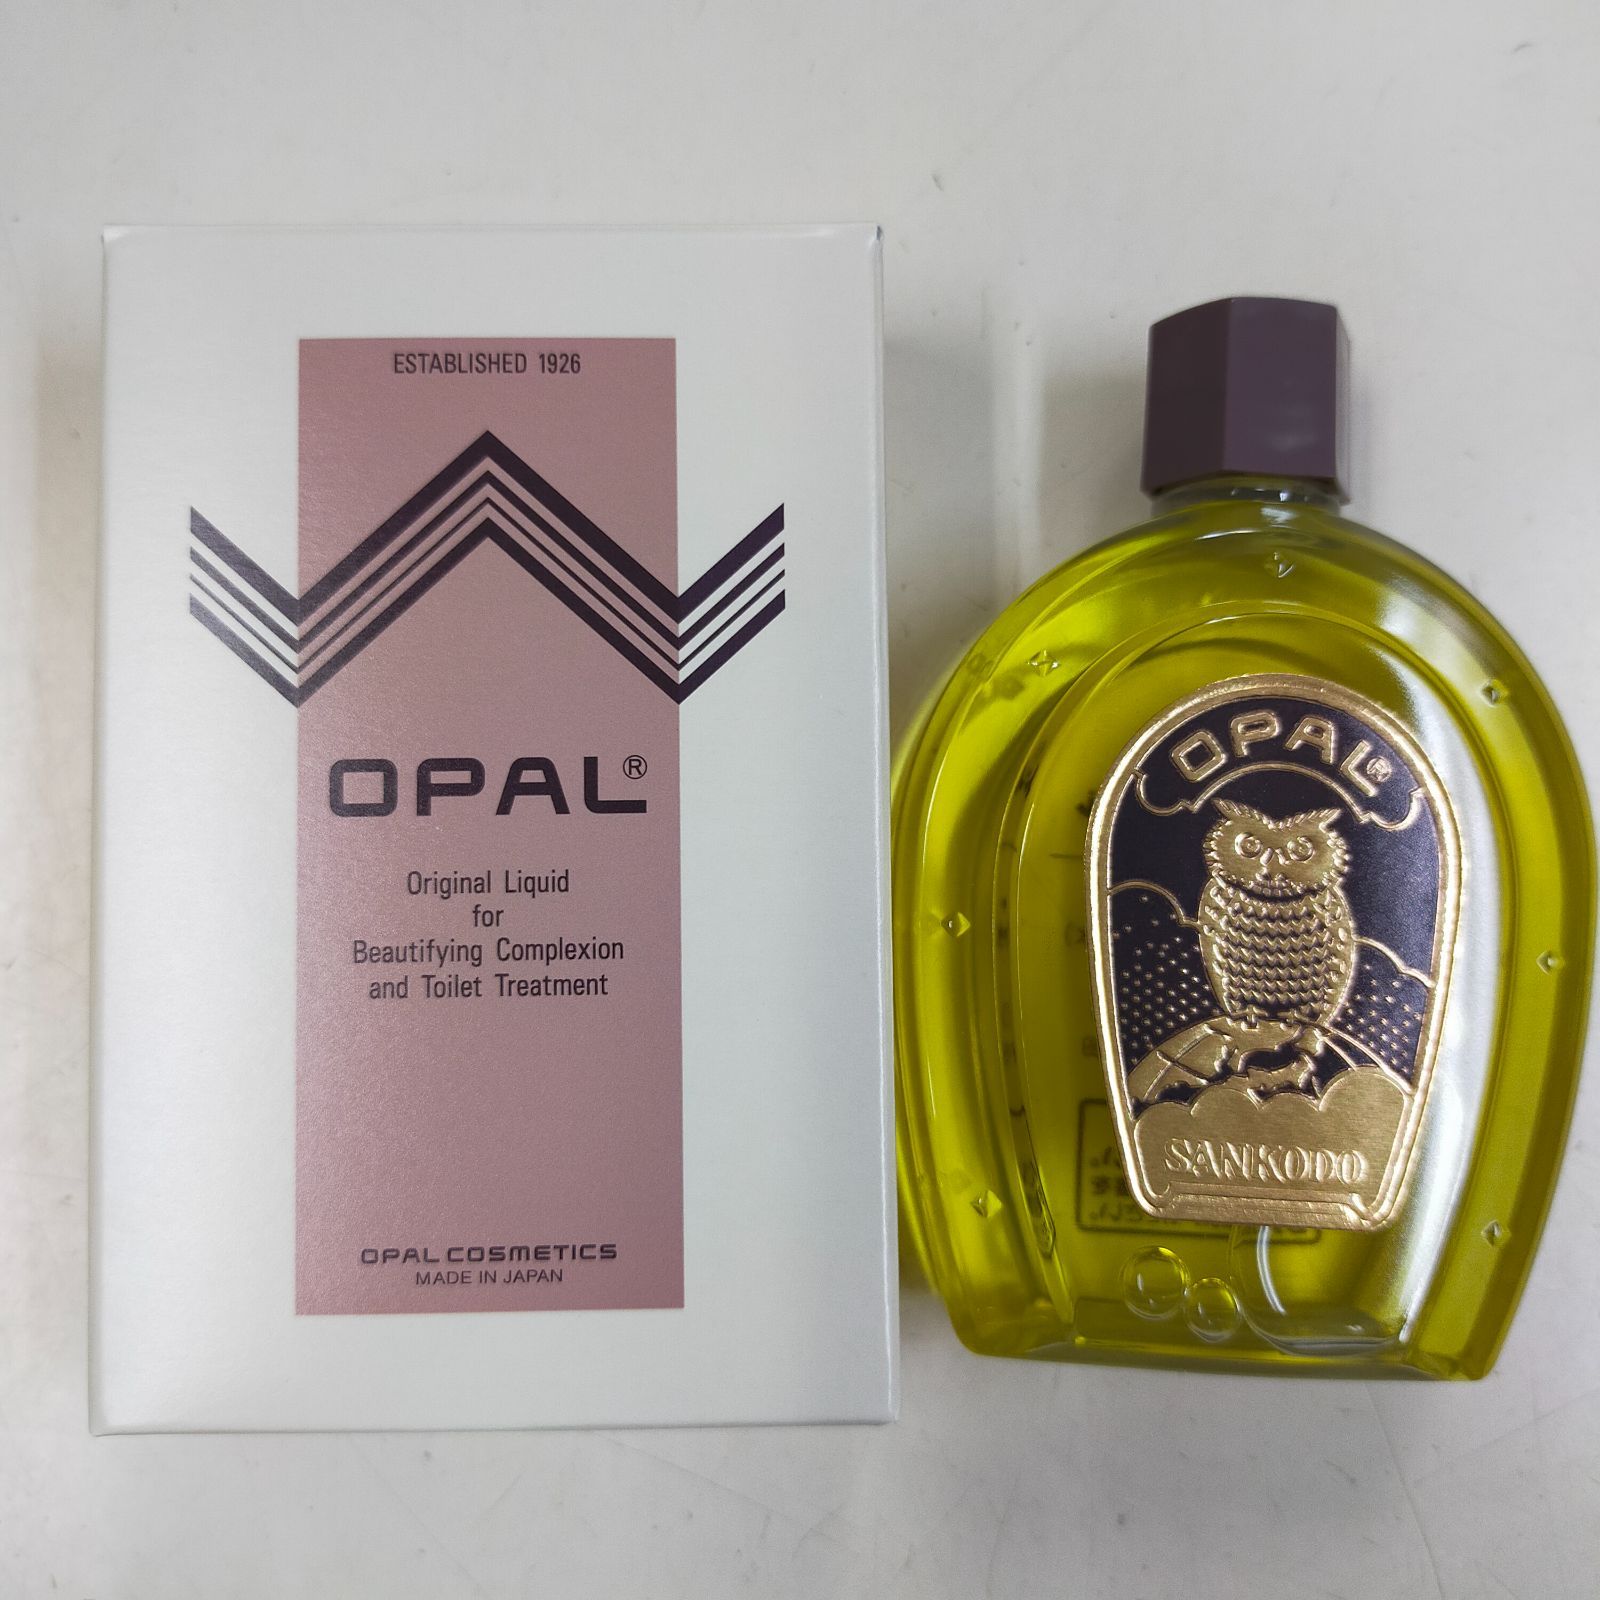 ESTABLISHED 1926
OPAL®
Original Liquid
for
Beautifying Complexion
and Toilet Treatment
OPAL COSMETICS
MADE IN JAPAN
OPAL®
SANKODO